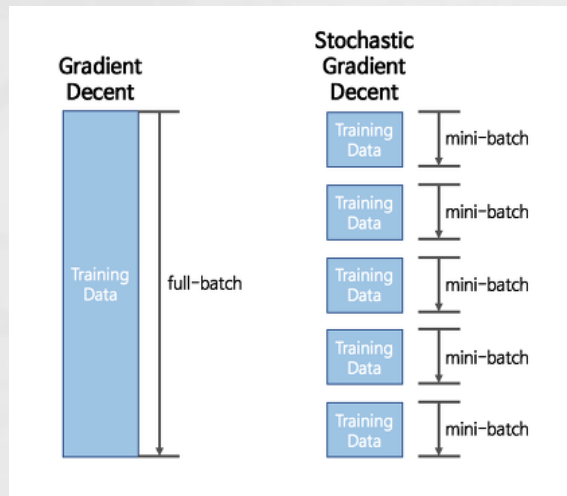 Gradient
Decent
Training
Data
full-batch
Stochastic
Gradient
Decent
Training
Data
mini-batch
Training
Data
mini-batch
Training
Data
mini-batch
Training
Data
mini-batch
Training
Data
mini-batch